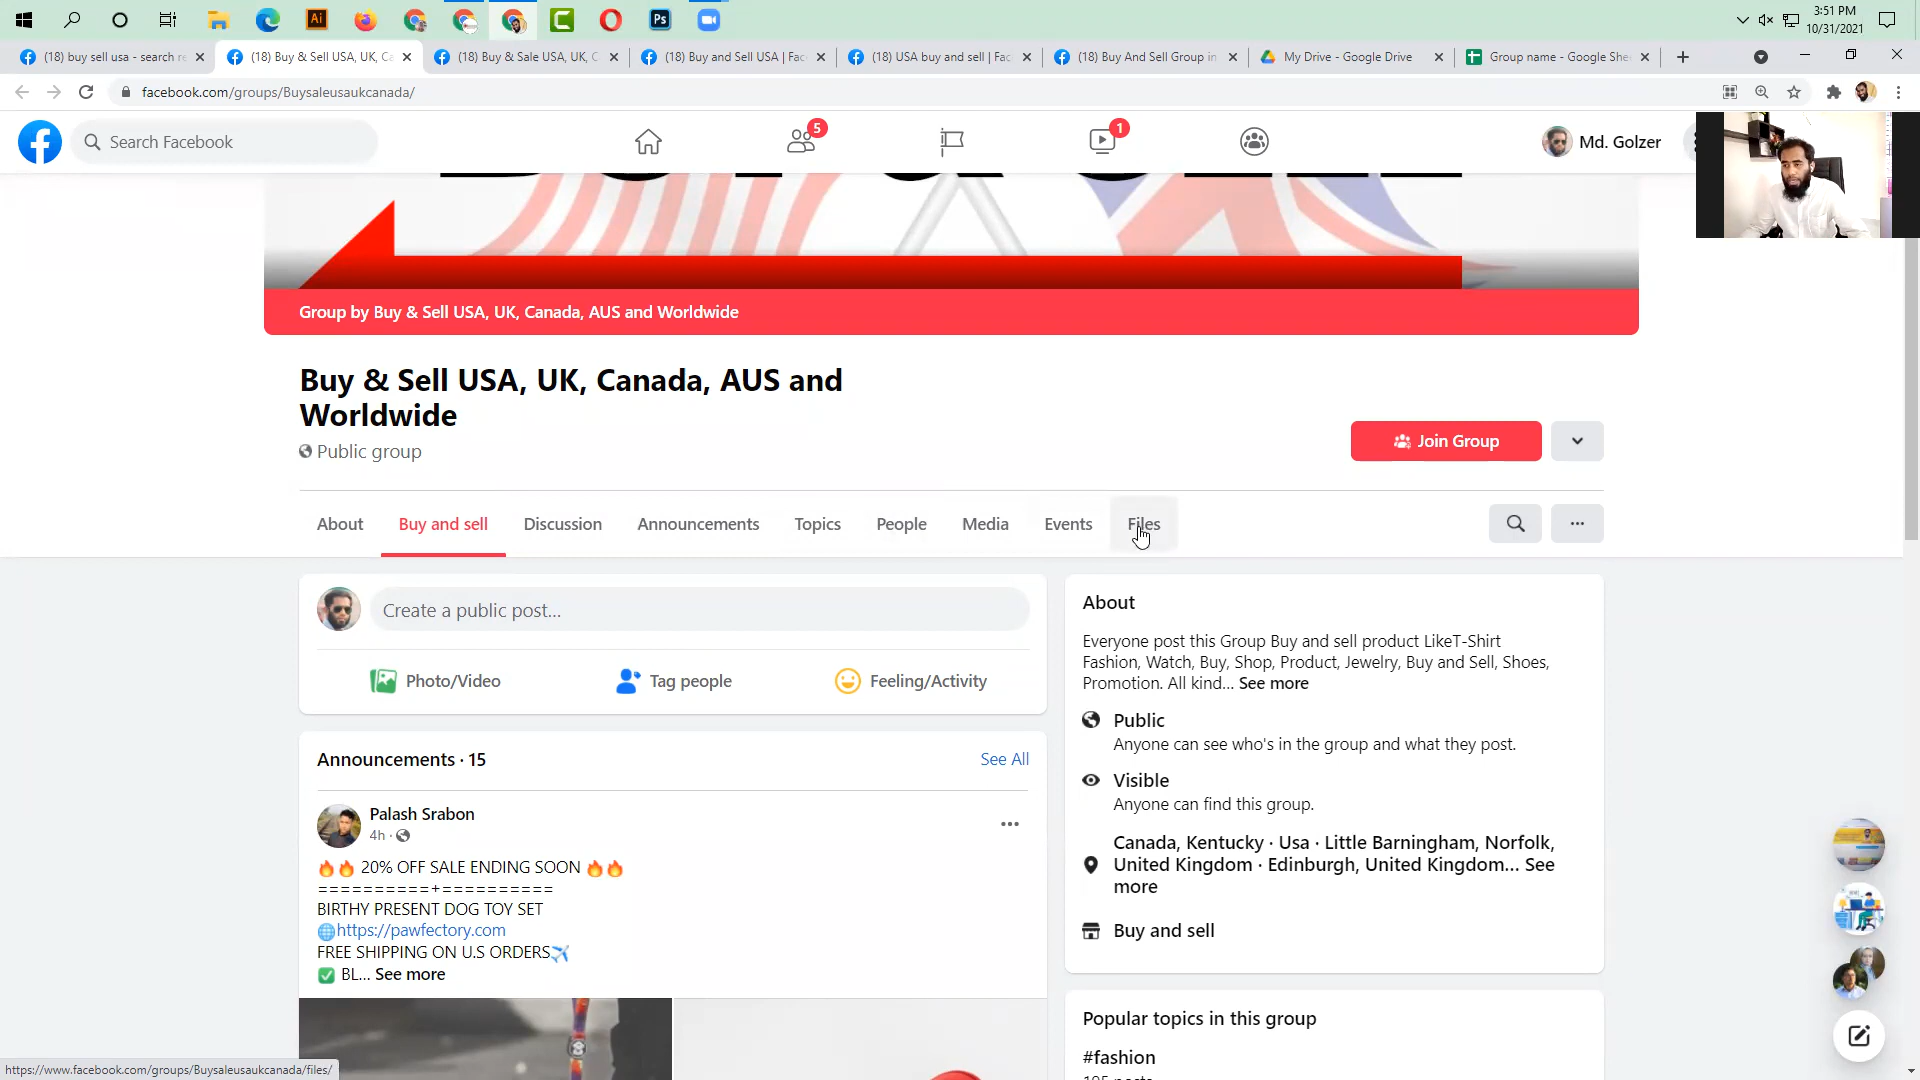 3:51 PM
10/31/2021
(18) buy sell usa - search re
(18) Buy & Sell USA, UK, Ca
(18) Buy & Sale USA, UK, C
(18) Buy and Sell USA | Fac
(18) USA buy and sell | Fac
(18) Buy And Sell Group in
My Drive - Google Drive
Group name - Google She
facebook.com/groups/Buysaleusaukcanada/
Search Facebook
5
1
Md. Golzer
Group by Buy & Sell USA, UK, Canada, AUS and Worldwide
Buy & Sell USA, UK, Canada, AUS and
Worldwide
Public group
Join Group
About
Buy and sell
Discussion
Announcements
Topics
People
Media
Events
Files
Create a public post...
Photo/Video
Tag people
Feeling/Activity
Announcements · 15
See All
Palash Srabon
4h ·
🔥🔥 20% OFF SALE ENDING SOON 🔥🔥
==========+==========
BIRTHY PRESENT DOG TOY SET
🌐https://pawfectory.com
FREE SHIPPING ON U.S ORDERS✈️
✅ BL... See more
About
Everyone post this Group Buy and sell product LikeT-Shirt
Fashion, Watch, Buy, Shop, Product, Jewelry, Buy and Sell, Shoes,
Promotion. All kind... See more
Public
Anyone can see who's in the group and what they post.
Visible
Anyone can find this group.
Canada, Kentucky · Usa · Little Barningham, Norfolk,
United Kingdom · Edinburgh, United Kingdom... See
more
Buy and sell
Popular topics in this group
#fashion
https://www.facebook.com/groups/Buysaleusaukcanada/files/
Ai
Ps